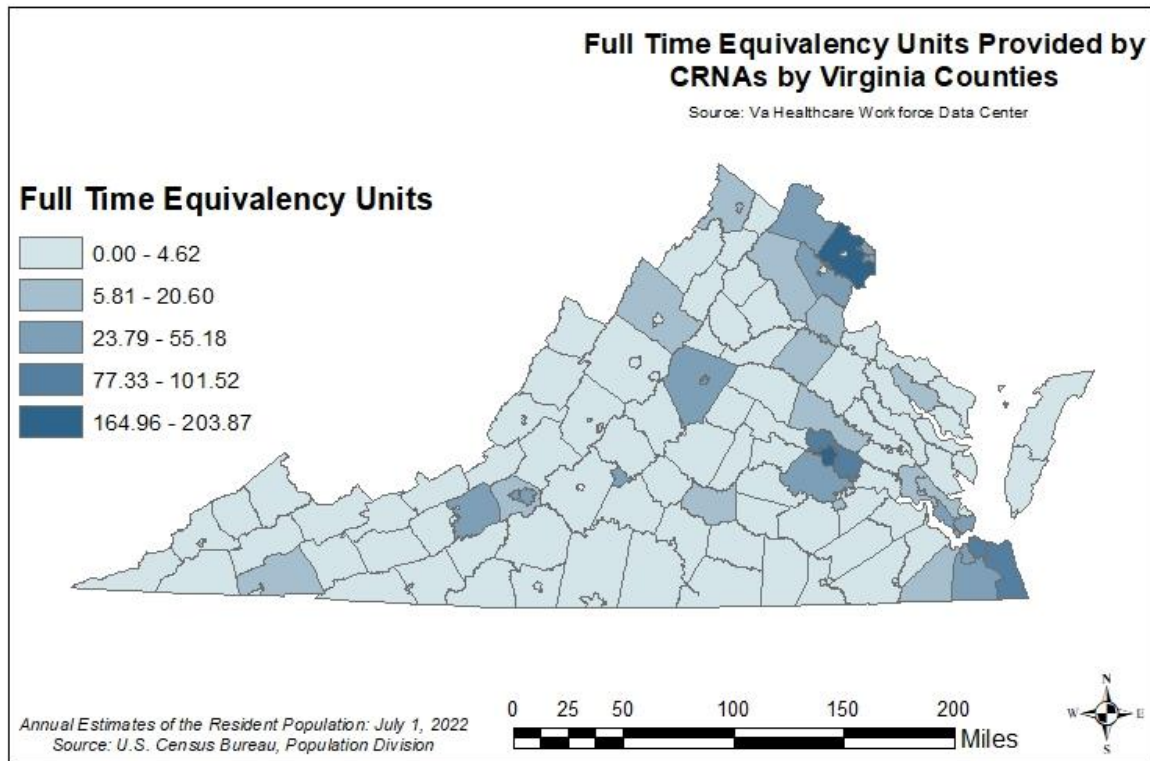 Full Time Equivalency Units Provided by
CRNAs by Virginia Counties
Source: Va Healthcare Workforce Data Center
Full Time Equivalency Units
0.00 - 4.62
5.81 - 20.60
23.79 - 55.18
77.33 - 101.52
164.96 - 203.87
Annual Estimates of the Resident Population: July 1, 2022
Source: U.S. Census Bureau, Population Division
0 25 50 100 150 200
Miles
N
W E
S